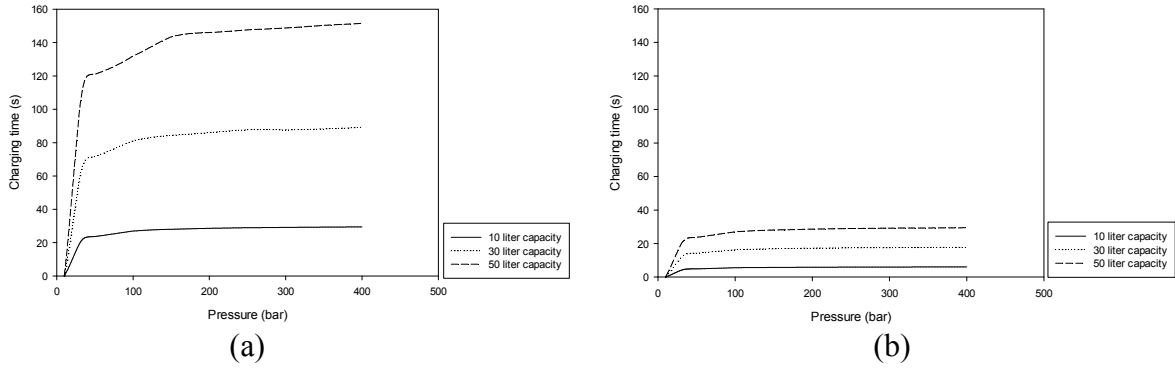 160
140
120
100
80
60
40
20
0
Charging time (s)
0 100 200 300 400 500
Pressure (bar)
10 liter capacity
30 liter capacity
50 liter capacity
(a)
160
140
120
100
80
60
40
20
0
Charging time (s)
0 100 200 300 400 500
Pressure (bar)
10 liter capacity
30 liter capacity
50 liter capacity
(b)